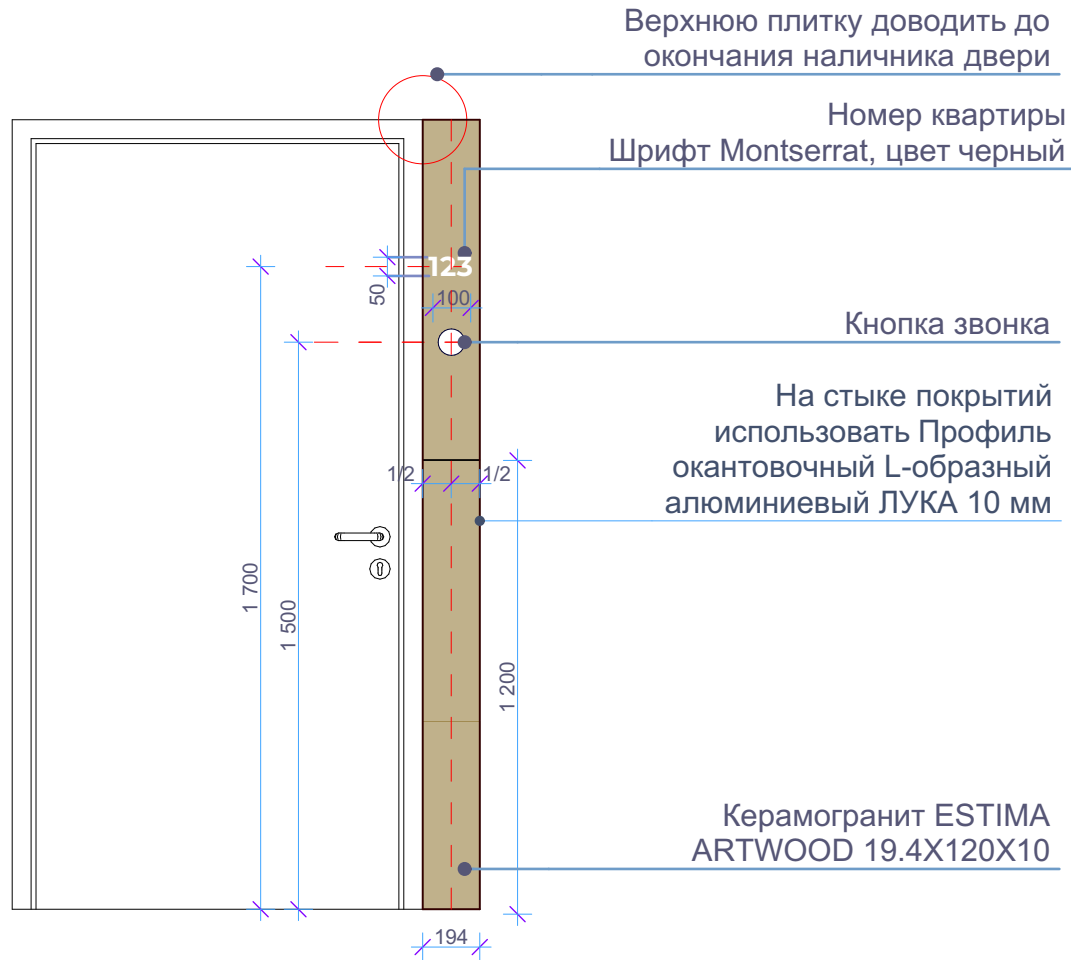 Верхнюю плитку доводить до
окончания наличника двери
Номер квартиры
Шрифт Montserrat, цвет черный
123
50
100
Кнопка звонка
На стыке покрытий
использовать Профиль
окантовочный L-образный
алюминиевый ЛУКА 10 мм
1/2
1/2
1 700
1 500
1 200
Керамогранит ESTIMA
ARTWOOD 19.4X120X10
194